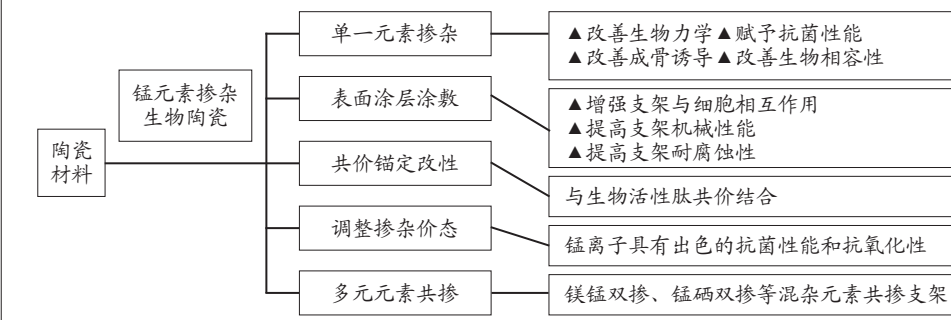 陶瓷
材料
锰元素掺杂
生物陶瓷
单一元素掺杂
▲改善生物力学▲赋予抗菌性能
▲改善成骨诱导▲改善生物相容性
表面涂层涂敷
▲增强支架与细胞相互作用
▲提高支架机械性能
▲提高支架耐腐蚀性
共价锚定改性
与生物活性肽共价结合
调整掺杂价态
锰离子具有出色的抗菌性能和抗氧化性
多元元素共掺
镁锰双掺、锰硒双掺等混杂元素共掺支架